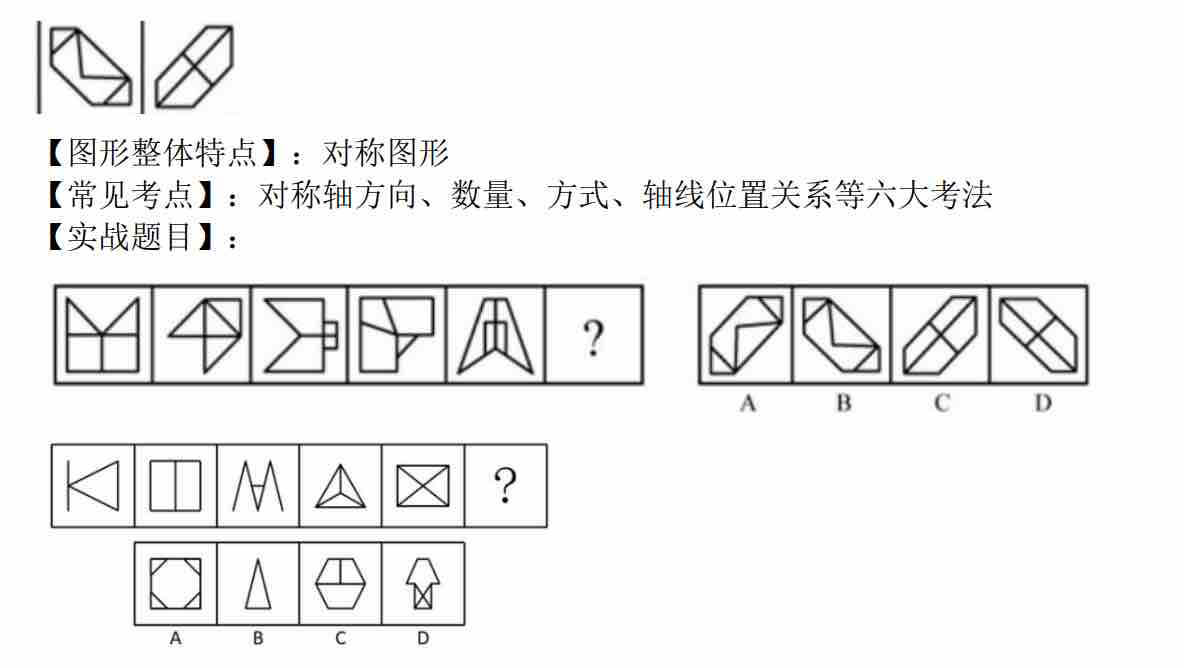 【图形整体特点】：对称图形
【常见考点】：对称轴方向、数量、方式、轴线位置关系等六大考法
【实战题目】：
?
A B C D
?
A B C D